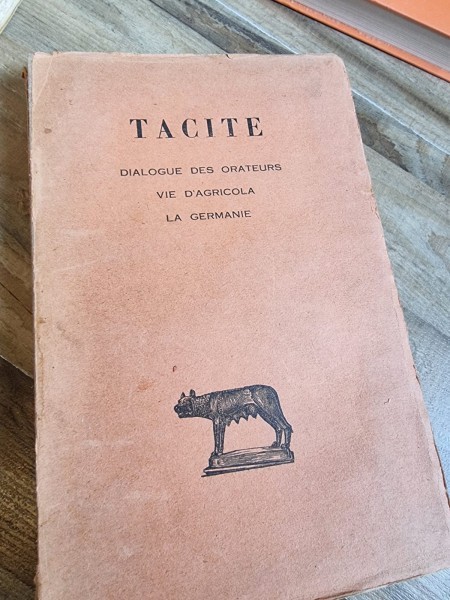 TACITE
DIALOGUE DES ORATEURS
VIE D'AGRICOLA
LA GERMANIE